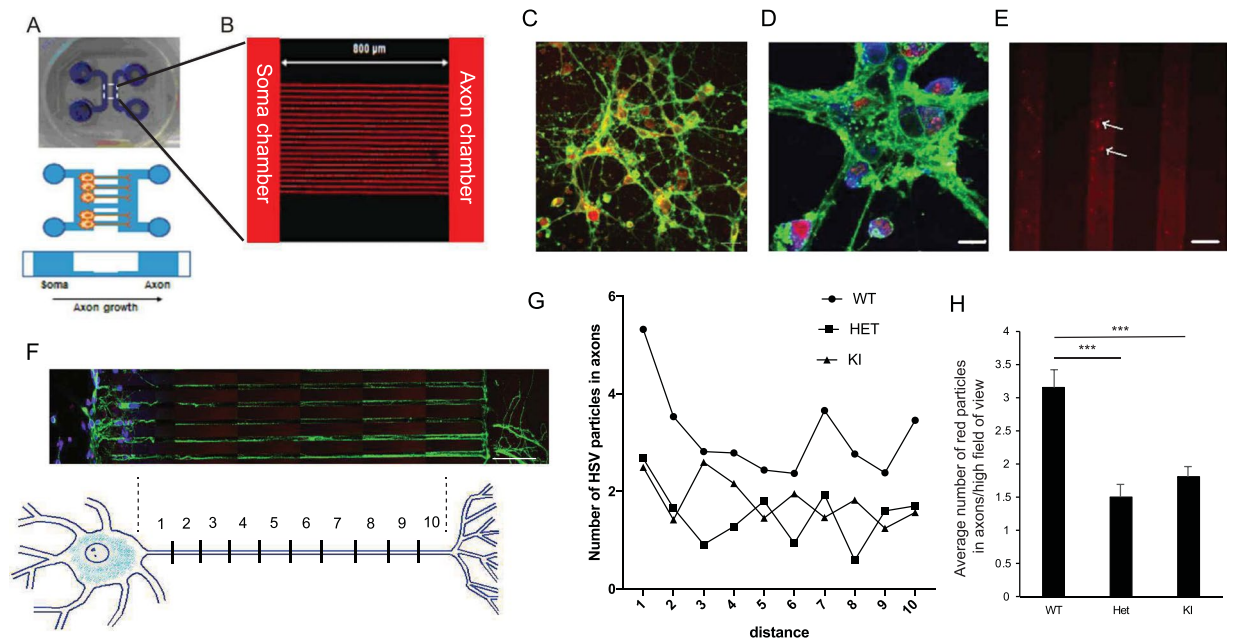 A
B
C
D
E
800 µm
Soma chamber
Axon chamber
Soma
Axon
Axon growth
F
1 2 3 4 5 6 7 8 9 10
G
Number of HSV particles in axons
6
4
2
0
WT
HET
KI
1 2 3 4 5 6 7 8 9 10
distance
H
Average number of red particles
in axons/high field of view
4
3.5
3
2.5
2
1.5
1
0.5
0
***
***
WT Het KI